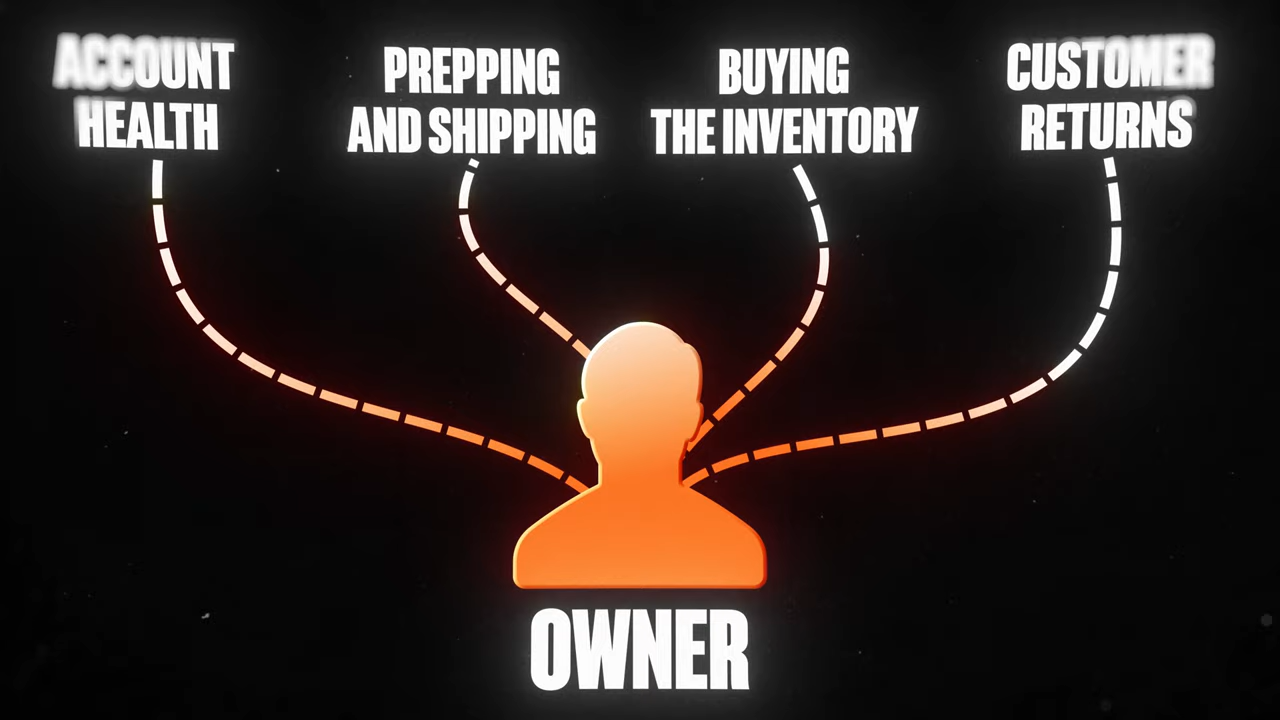 ACCOUNT
HEALTH
PREPPING
AND SHIPPING
BUYING
THE INVENTORY
CUSTOMER
RETURNS
OWNER